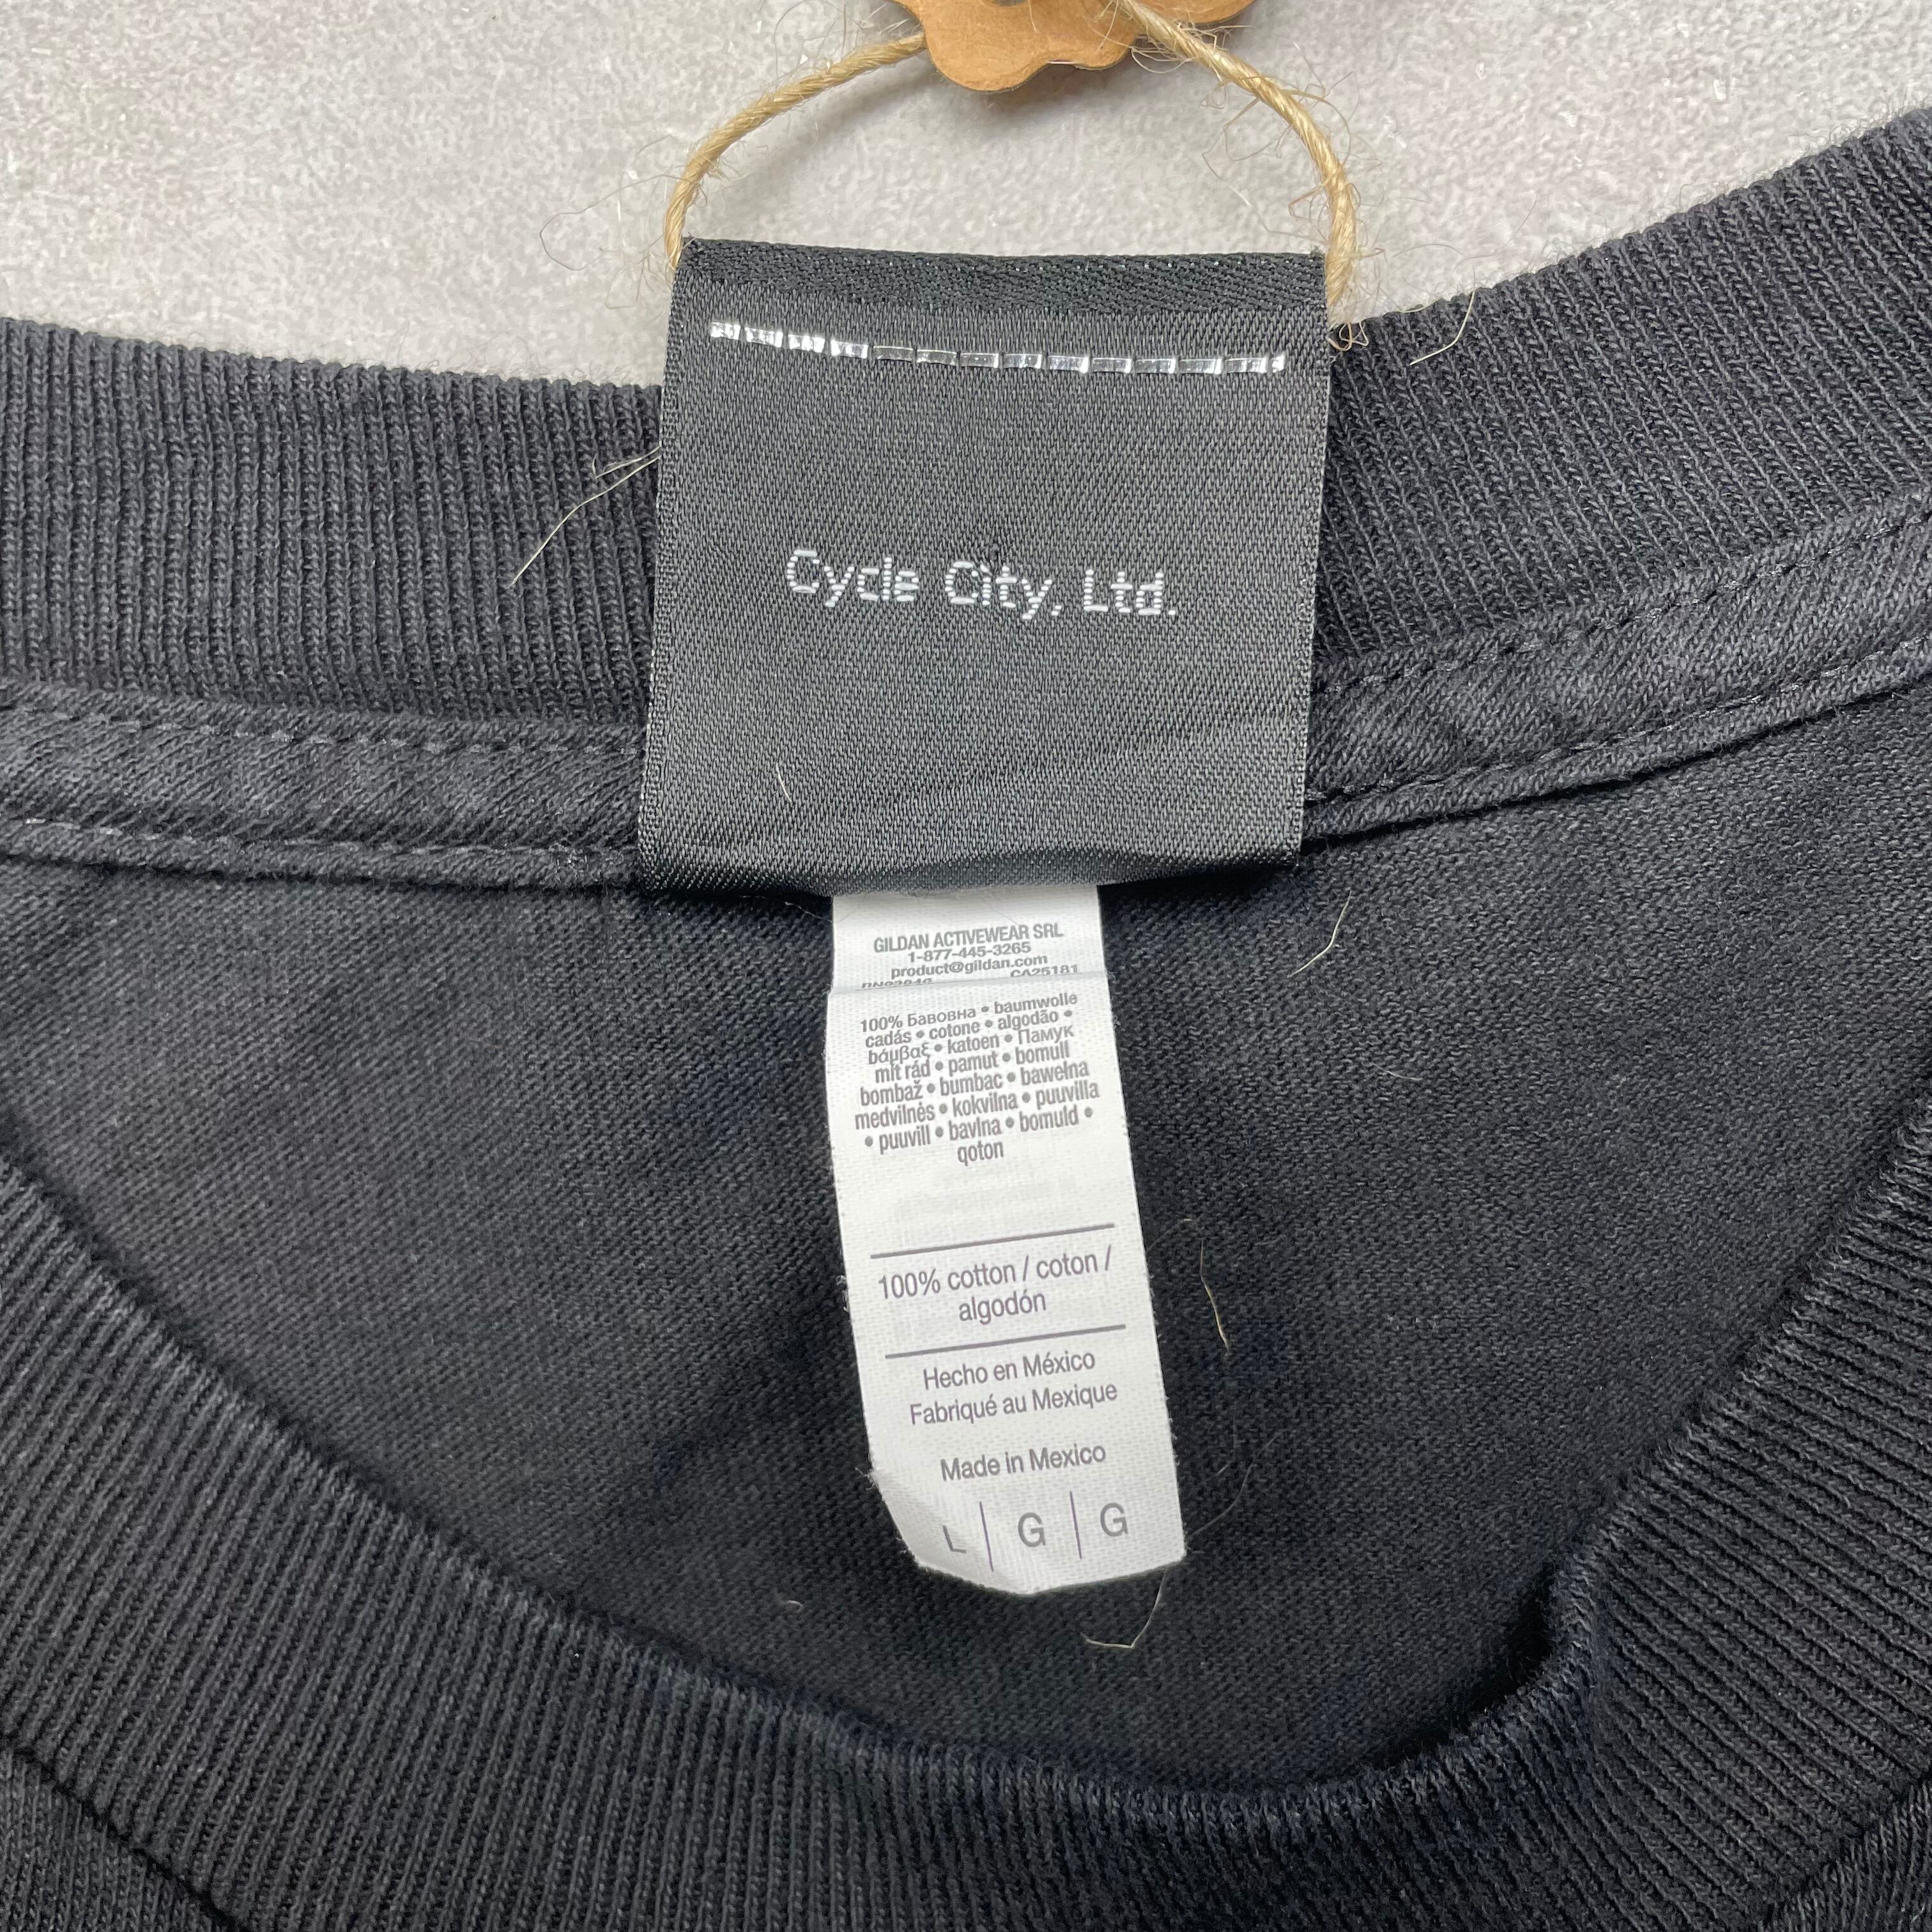 Cycle City, Ltd.
GILDAN ACTIVEWEAR SRL
1-877-445-3265
product@gildan.com
CA25181
100% Бавовна • baumwolle
cadás • cotone • algodão •
βάμβαξ • katoen • Памук
mit rád • pamut • bomull
bombaž • bumbac • bawełna
medvilnės • kokvilna • puuvilla
• puuvill • bavlna • bomuld •
qoton
100% cotton / coton /
algodón
Hecho en México
Fabriqué au Mexique
Made in Mexico
L | G | G